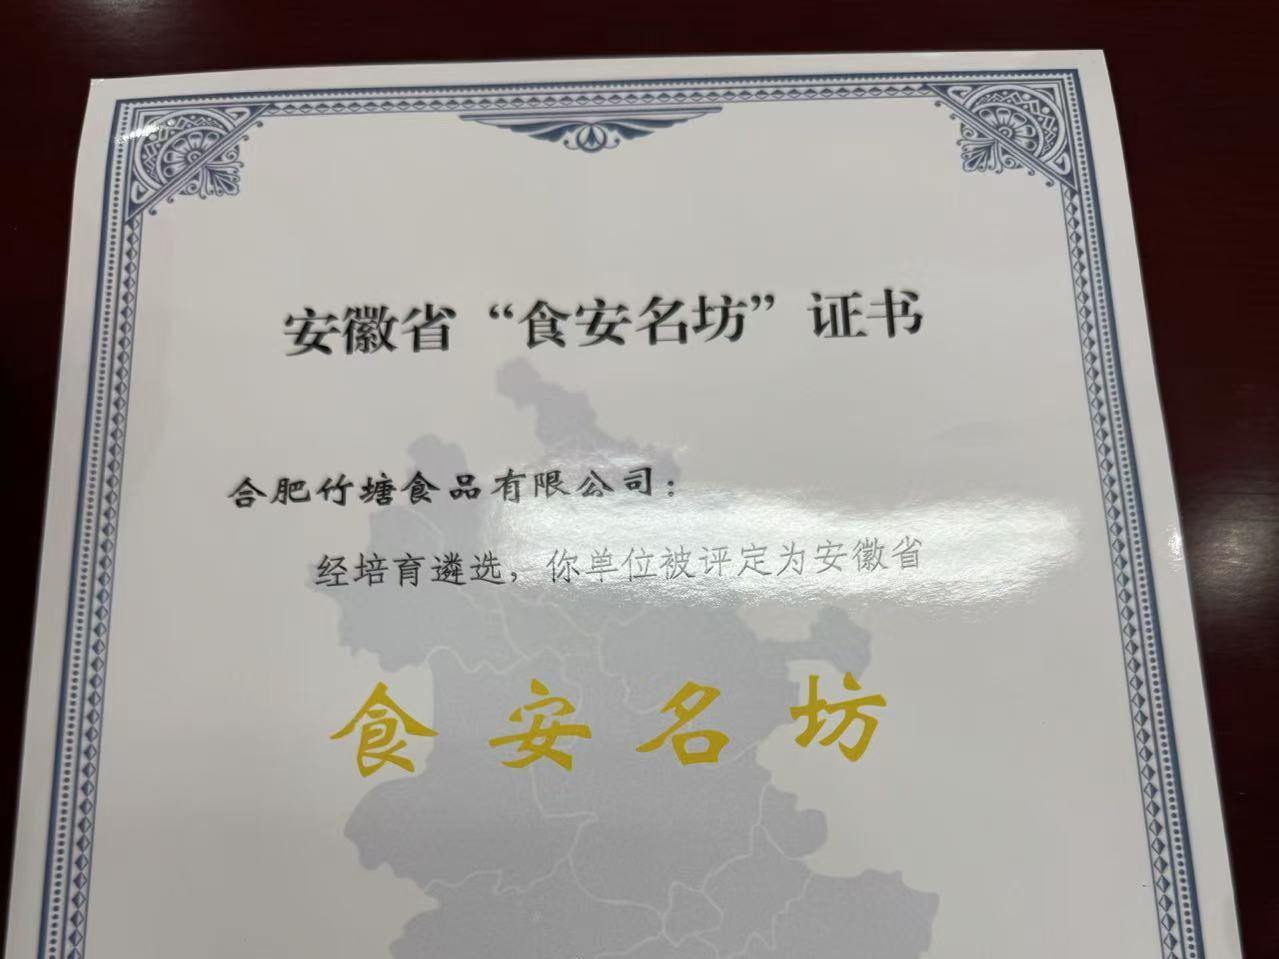 安徽省“食安名坊”证书
合肥竹塘食品有限公司：
经培育遴选，你单位被评定为安徽省
食安名坊